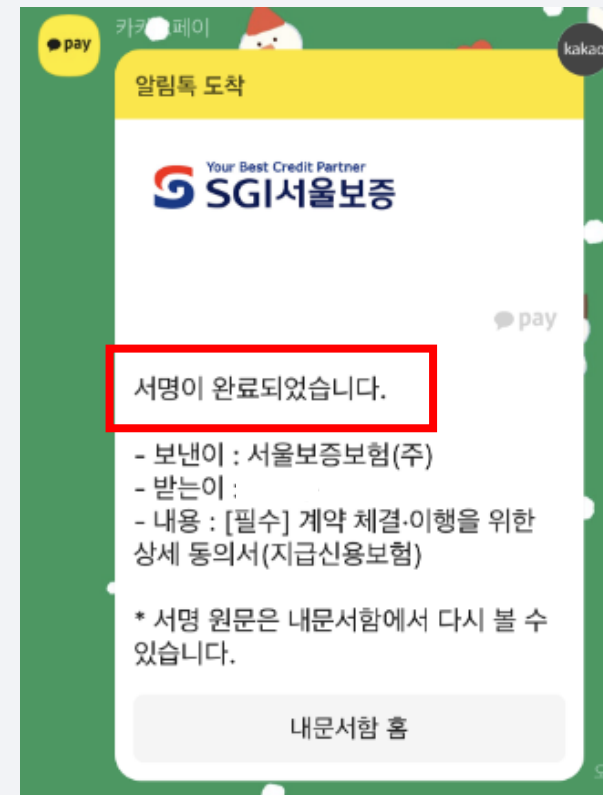 pay
페이
kakao
알림톡 도착
Your Best Credit Partner
SGI서울보증
pay
서명이 완료되었습니다.
- 보낸이 : 서울보증보험(주)
- 받는이 :
- 내용 : [필수] 계약 체결·이행을 위한
상세 동의서(지급신용보험)
* 서명 원문은 내문서함에서 다시 볼 수
있습니다.
내문서함 홈